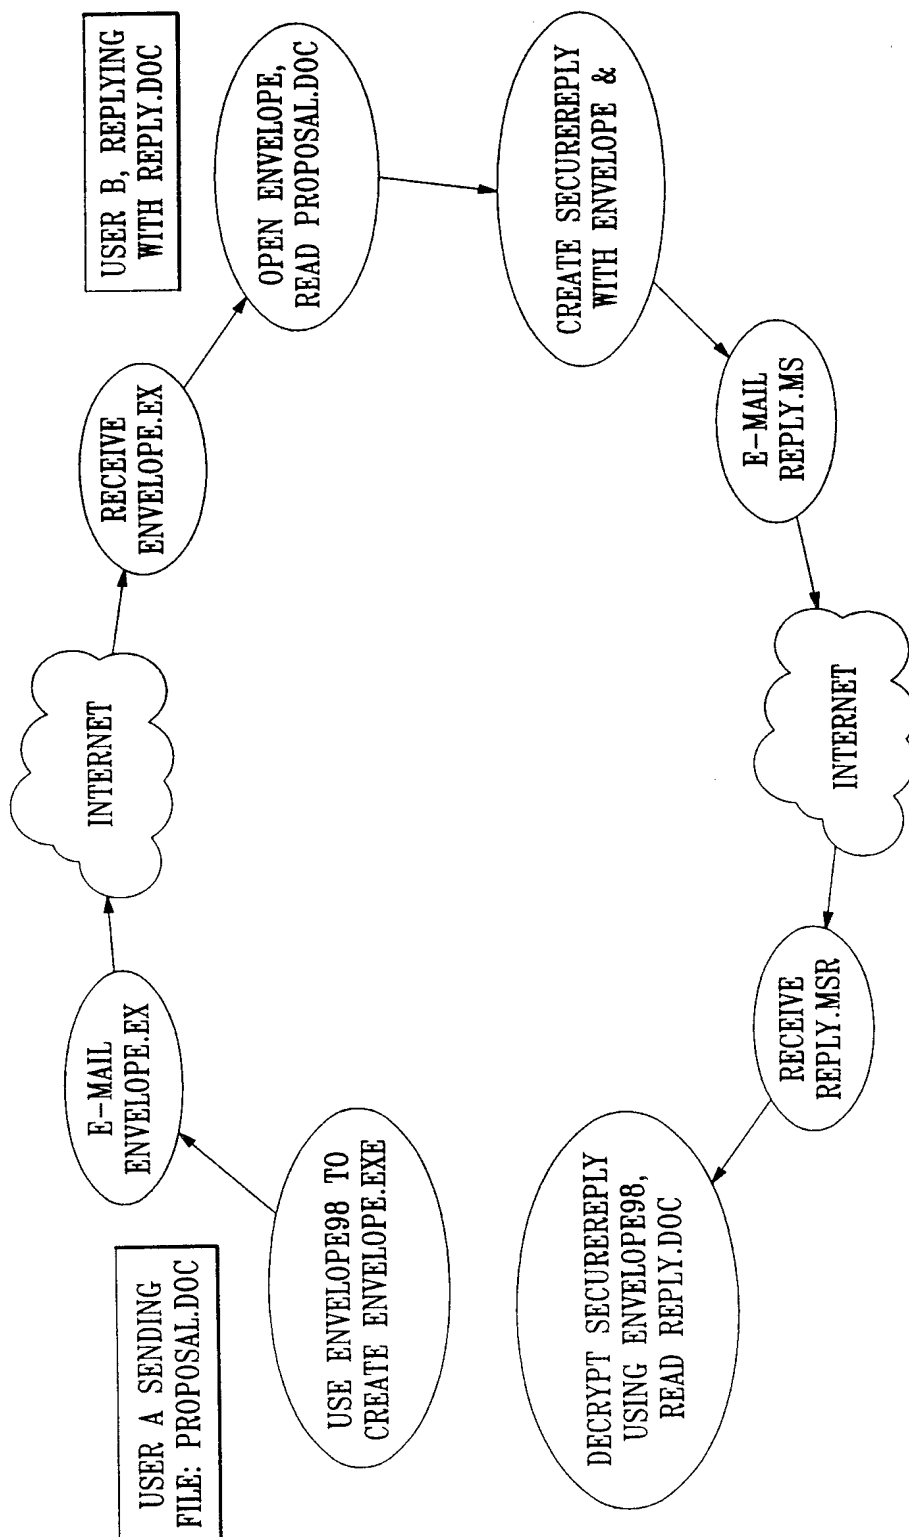 USER A SENDING
FILE: PROPOSAL.DOC
USE ENVELOPE98 TO
CREATE ENVELOPE.EXE
E-MAIL
ENVELOPE.EX
INTERNET
RECEIVE
ENVELOPE.EX
USER B, REPLYING
WITH REPLY.DOC
OPEN ENVELOPE,
READ PROPOSAL.DOC
CREATE SECUREREPLY
WITH ENVELOPE &
E-MAIL
REPLY.MS
INTERNET
RECEIVE
REPLY.MSR
DECRYPT SECUREREPLY
USING ENVELOPE98,
READ REPLY.DOC